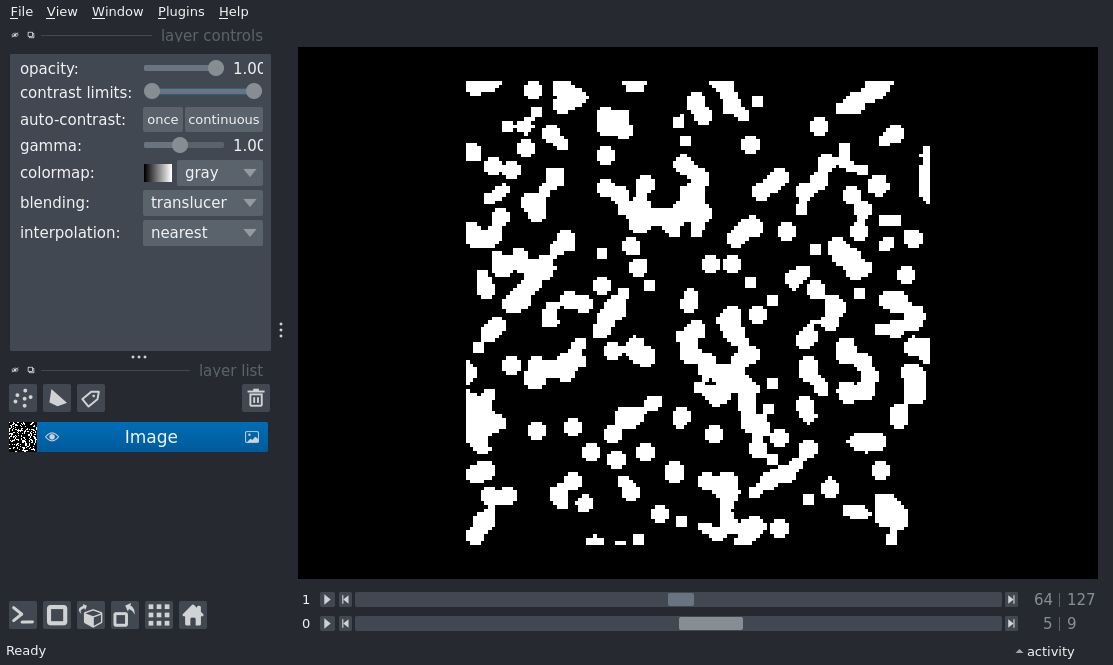 File View Window Plugins Help
layer controls
opacity: 1.00
contrast limits:
auto-contrast: once continuous
gamma: 1.00
colormap: gray
blending: translucer
interpolation: nearest
layer list
Image
1 64 | 127
0 5 | 9
Ready activity